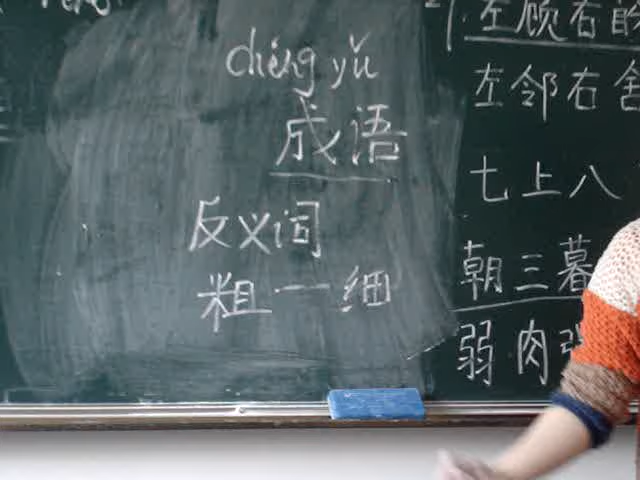 chéng yǔ
成语
反义词
粗一细
左顾右
左邻右舍
七上八
朝三暮
弱肉